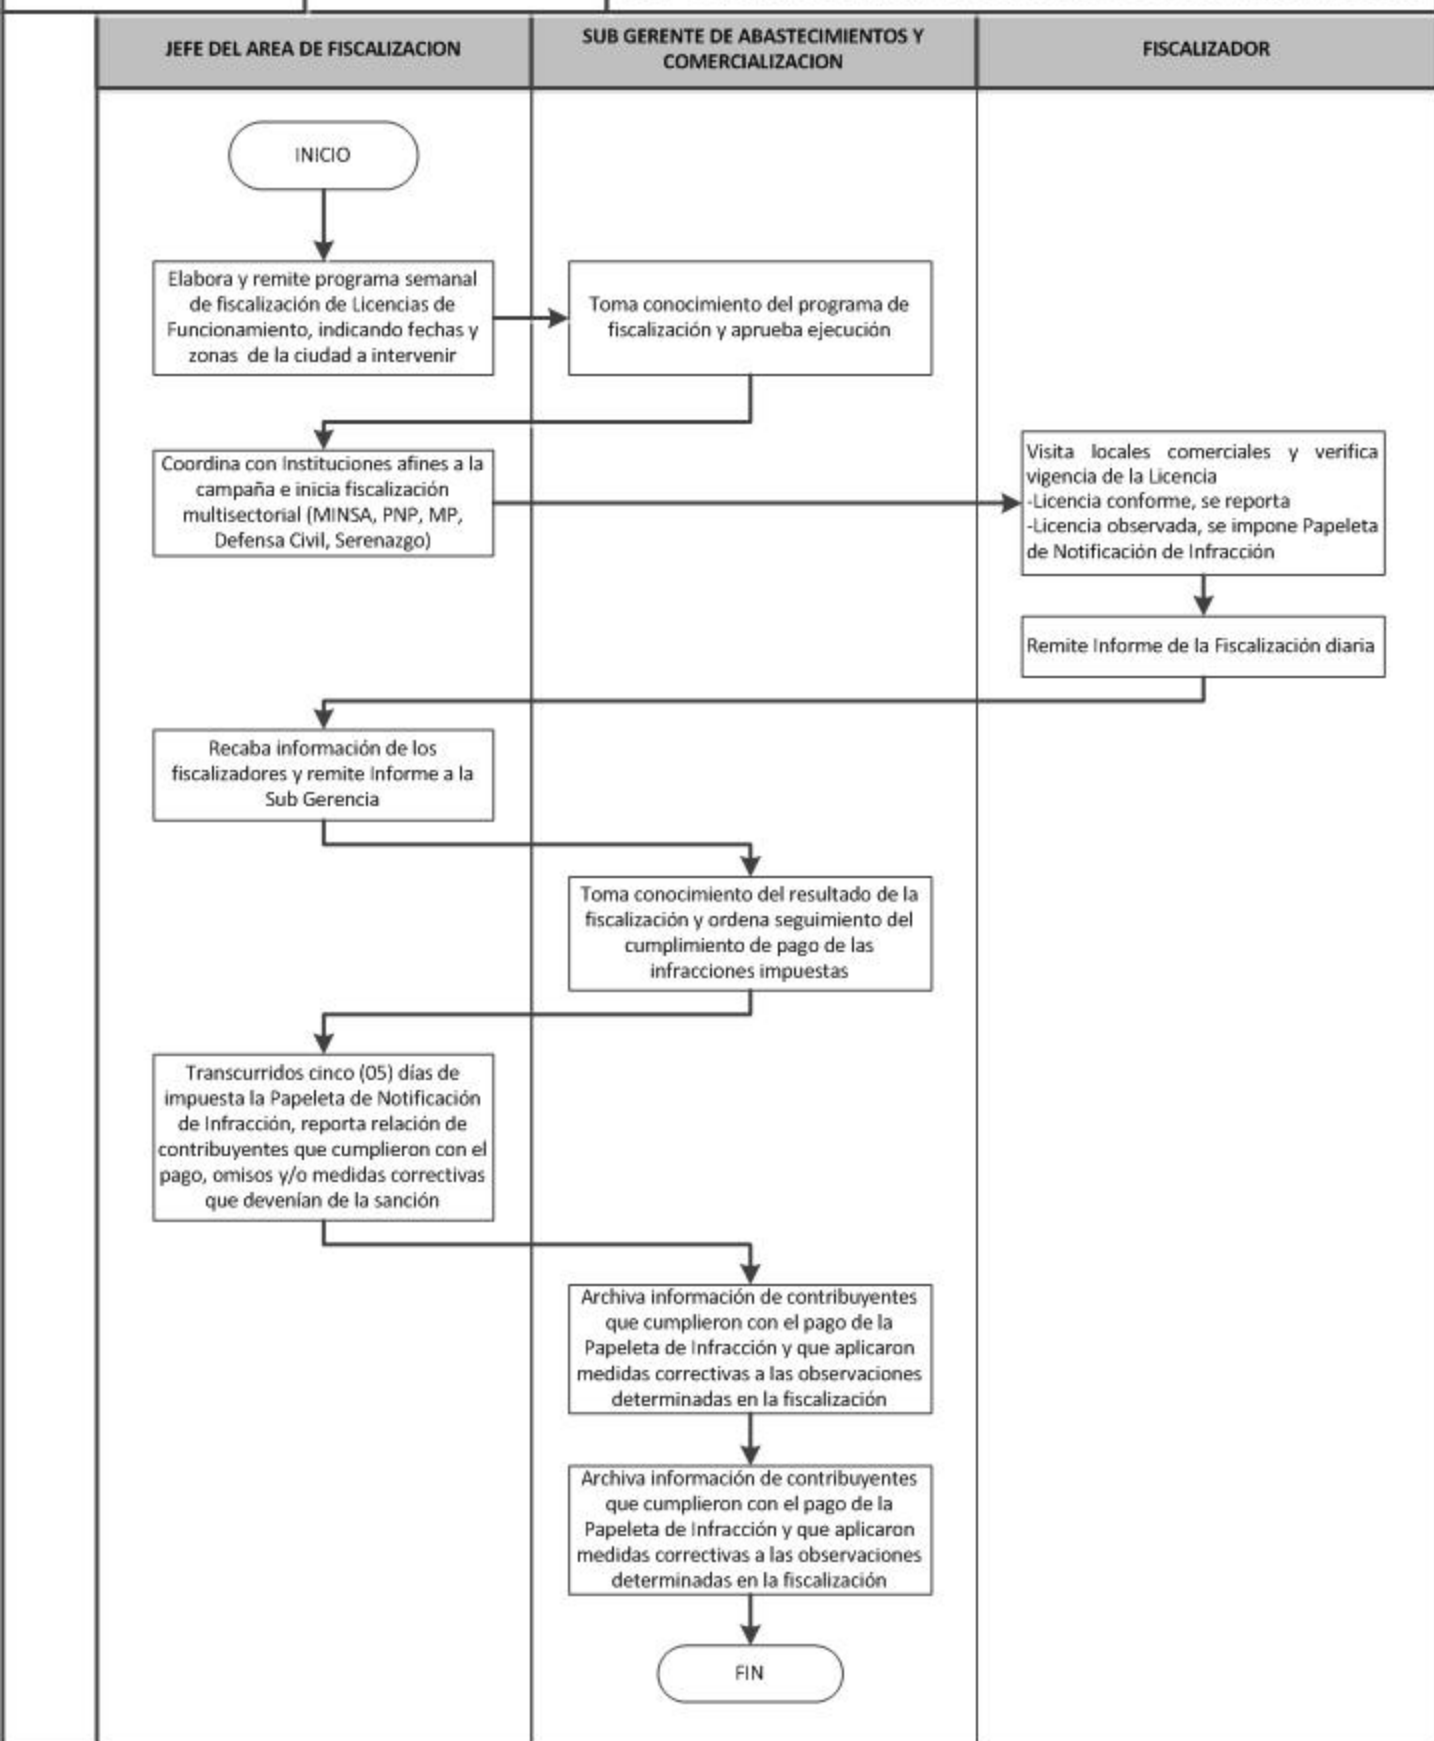 JEFE DEL AREA DE FISCALIZACION
SUB GERENTE DE ABASTECIMIENTOS Y
COMERCIALIZACION
FISCALIZADOR
INICIO
Elabora y remite programa semanal
de fiscalización de Licencias de
Funcionamiento, indicando fechas y
zonas de la ciudad a intervenir
Toma conocimiento del programa de
fiscalización y aprueba ejecución
Coordina con Instituciones afines a la
campaña e inicia fiscalización
multisectorial (MINSA, PNP, MP,
Defensa Civil, Serenazgo)
Visita locales comerciales y verifica
vigencia de la Licencia
-Licencia conforme, se reporta
-Licencia observada, se impone Papeleta
de Notificación de Infracción
Remite Informe de la Fiscalización diaria
Recaba información de los
fiscalizadores y remite Informe a la
Sub Gerencia
Toma conocimiento del resultado de la
fiscalización y ordena seguimiento del
cumplimiento de pago de las
infracciones impuestas
Transcurridos cinco (05) días de
impuesta la Papeleta de Notificación
de Infracción, reporta relación de
contribuyentes que cumplieron con el
pago, omisos y/o medidas correctivas
que devenían de la sanción
Archiva información de contribuyentes
que cumplieron con el pago de la
Papeleta de Infracción y que aplicaron
medidas correctivas a las observaciones
determinadas en la fiscalización
Archiva información de contribuyentes
que cumplieron con el pago de la
Papeleta de Infracción y que aplicaron
medidas correctivas a las observaciones
determinadas en la fiscalización
FIN